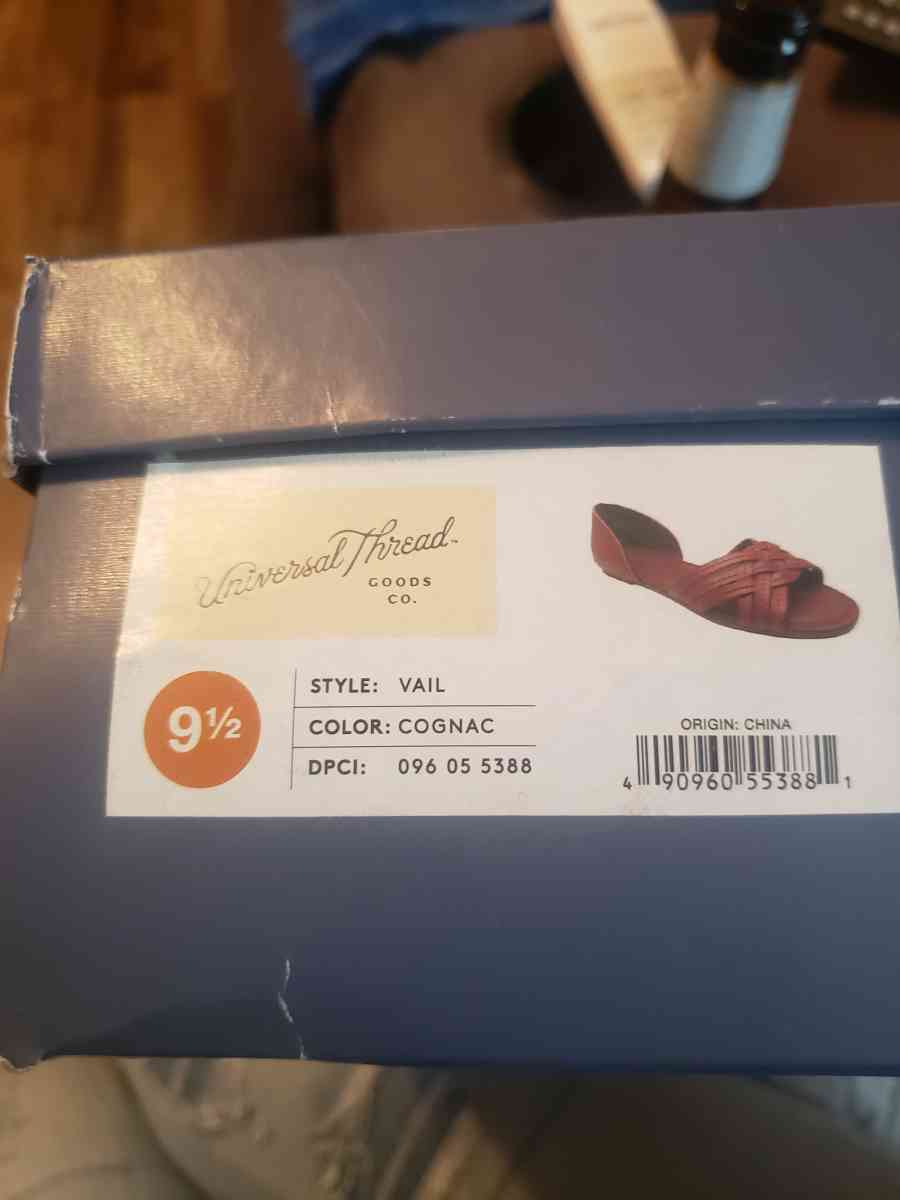 Universal Thread™
GOODS
CO.
9½
STYLE: VAIL
COLOR: COGNAC
DPCI: 096 05 5388
ORIGIN: CHINA
4 90960 55388 1